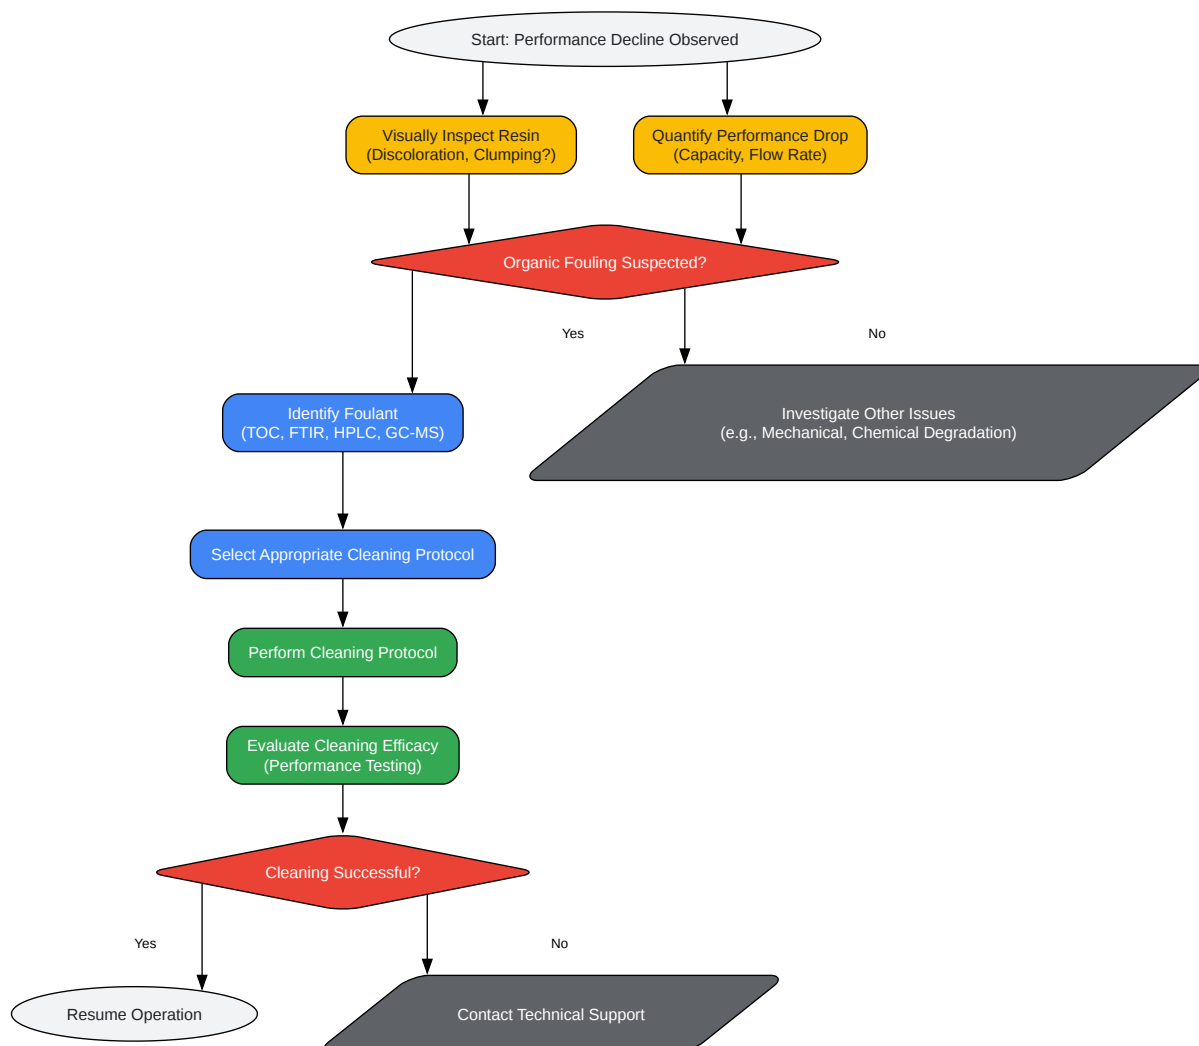 Start: Performance Decline Observed
Visually Inspect Resin
(Discoloration, Clumping?)
Quantify Performance Drop
(Capacity, Flow Rate)
Organic Fouling Suspected?
Yes
No
Identify Foulant
(TOC, FTIR, HPLC, GC-MS)
Investigate Other Issues
(e.g., Mechanical, Chemical Degradation)
Select Appropriate Cleaning Protocol
Perform Cleaning Protocol
Evaluate Cleaning Efficacy
(Performance Testing)
Cleaning Successful?
Yes
No
Resume Operation
Contact Technical Support